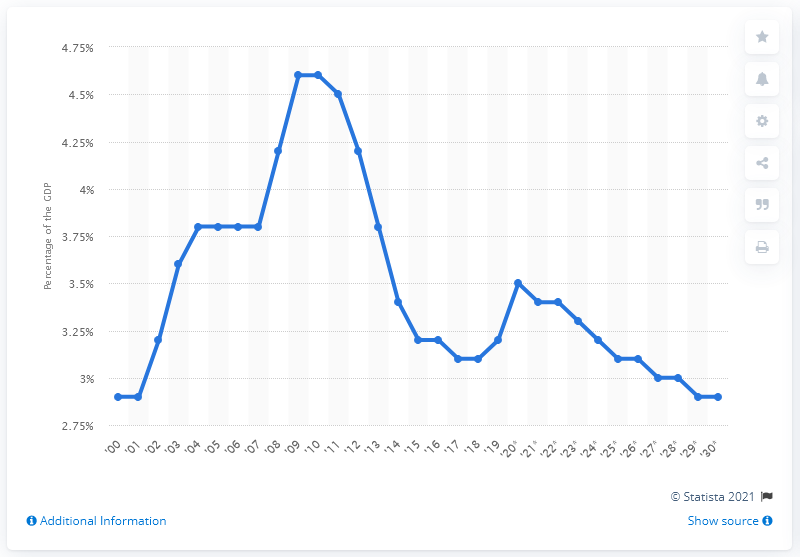 4.75%
4.5%
4.25%
4%
3.75%
3.5%
3.25%
3%
2.75%
Percentage of the GDP
'00 '01 '02 '03 '04 '05 '06 '07 '08 '09 '10 '11 '12 '13 '14 '15 '16 '17 '18 '19 '20* '21* '22* '23* '24* '25* '26* '27* '28* '29* '30*
© Statista 2021
Additional Information
Show source